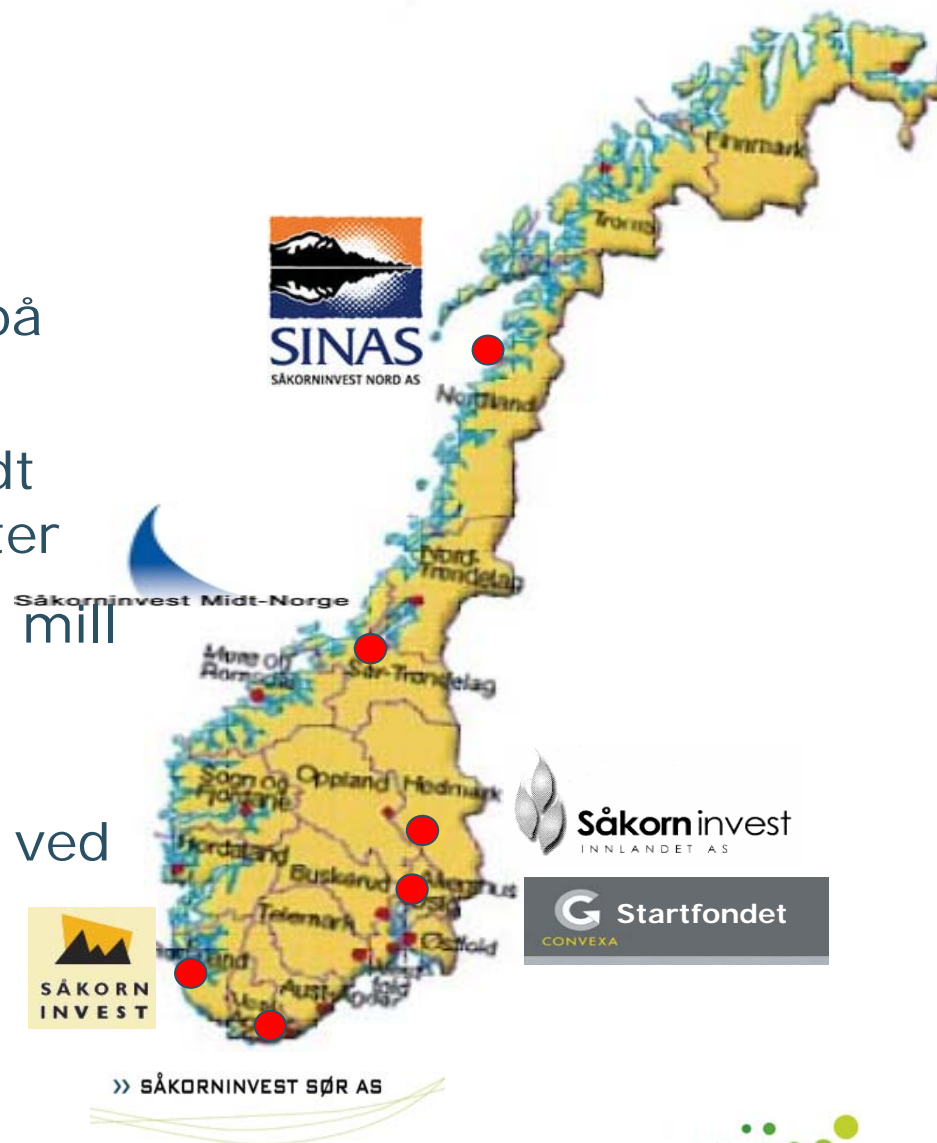 på
dt
ter
mill
ved
SINAS
SÅKORNINVEST NORD AS
Såkorninvest Midt-Norge
Såkorninvest
INNLANDET AS
Startfondet
CONVEXA
SÅKORN
INVEST
>> SÅKORNINVEST SØR AS
Finnmark
Troms
Nordland
Nord-
Trøndelag
Møre og
Romsdal
Sør-Trøndelag
Sogn og
Fjordane
Oppland
Hedmark
Hordaland
Buskerud
Akershus
Oslo
Telemark
Østfold